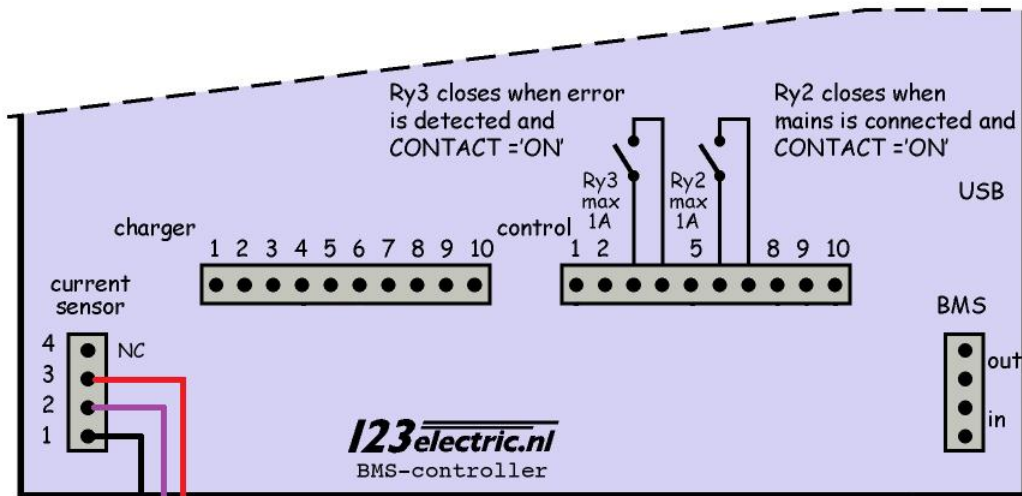 Ry3 closes when error
is detected and
CONTACT ='ON'
Ry2 closes when
mains is connected and
CONTACT ='ON'
Ry3
max
1A
Ry2
max
1A
USB
charger
1 2 3 4 5 6 7 8 9 10
control
1 2 5 8 9 10
current
sensor
4 NC
3
2
1
BMS
out
in
123electric.nl
BMS-controller